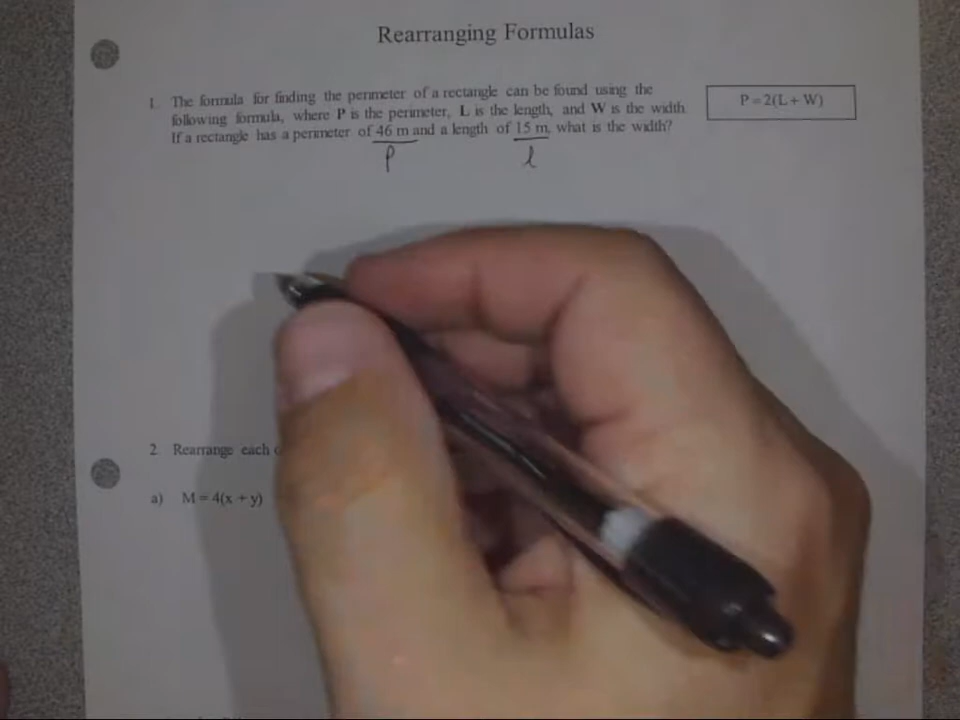 Rearranging Formulas
1. The formula for finding the perimeter of a rectangle can be found using the
following formula, where P is the perimeter, L is the length, and W is the width.
If a rectangle has a perimeter of 46 m and a length of 15 m, what is the width?
P = 2(L + W)
P l
2. Rearrange each
a) M = 4(x + y)